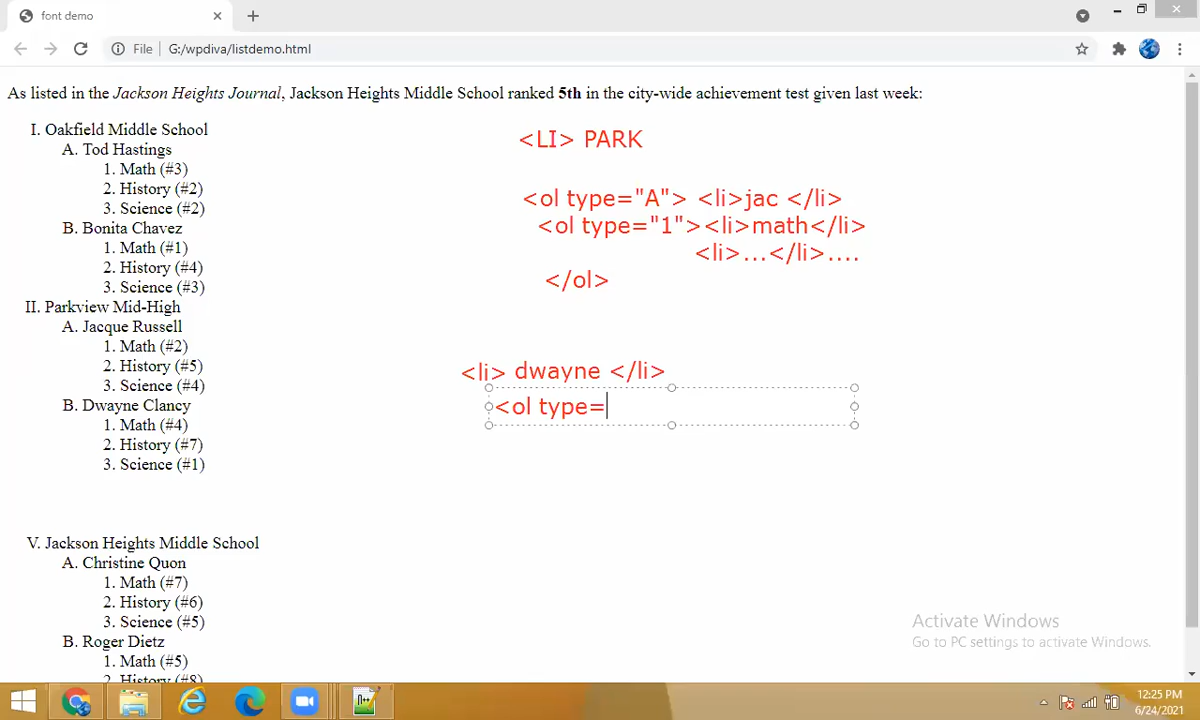 font demo
File G:/wpdiva/listdemo.html
As listed in the Jackson Heights Journal, Jackson Heights Middle School ranked 5th in the city-wide achievement test given last week:
I. Oakfield Middle School
A. Tod Hastings
1. Math (#3)
2. History (#2)
3. Science (#2)
B. Bonita Chavez
1. Math (#1)
2. History (#4)
3. Science (#3)
II. Parkview Mid-High
A. Jacque Russell
1. Math (#2)
2. History (#5)
3. Science (#4)
B. Dwayne Clancy
1. Math (#4)
2. History (#7)
3. Science (#1)
V. Jackson Heights Middle School
A. Christine Quon
1. Math (#7)
2. History (#6)
3. Science (#5)
B. Roger Dietz
1. Math (#5)
2. History (#8)
<LI> PARK
<ol type="A"> <li>jac </li>
<ol type="1"><li>math</li>
<li>...</li>....
</ol>
<li> dwayne </li>
<ol type=
Activate Windows
Go to PC settings to activate Windows.
12:25 PM
6/24/2021